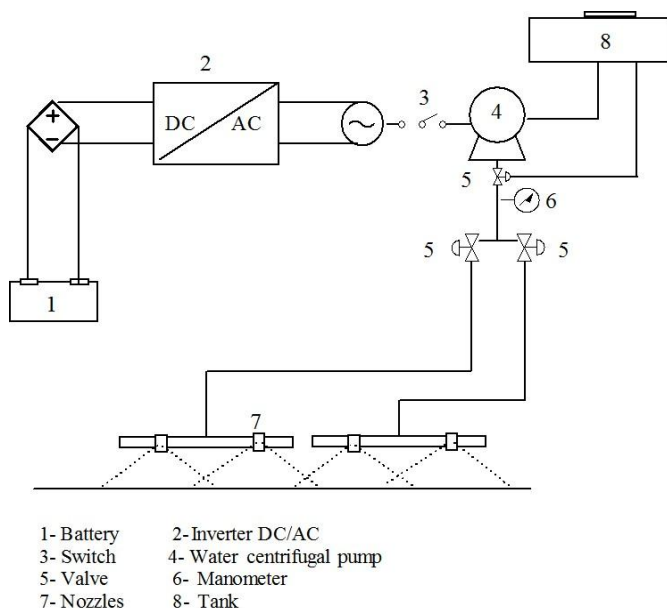 2
8
3
4
DC
AC
5
6
5
5
1
7
1- Battery 2-Inverter DC/AC
3- Switch 4- Water centrifugal pump
5- Valve 6- Manometer
7- Nozzles 8- Tank